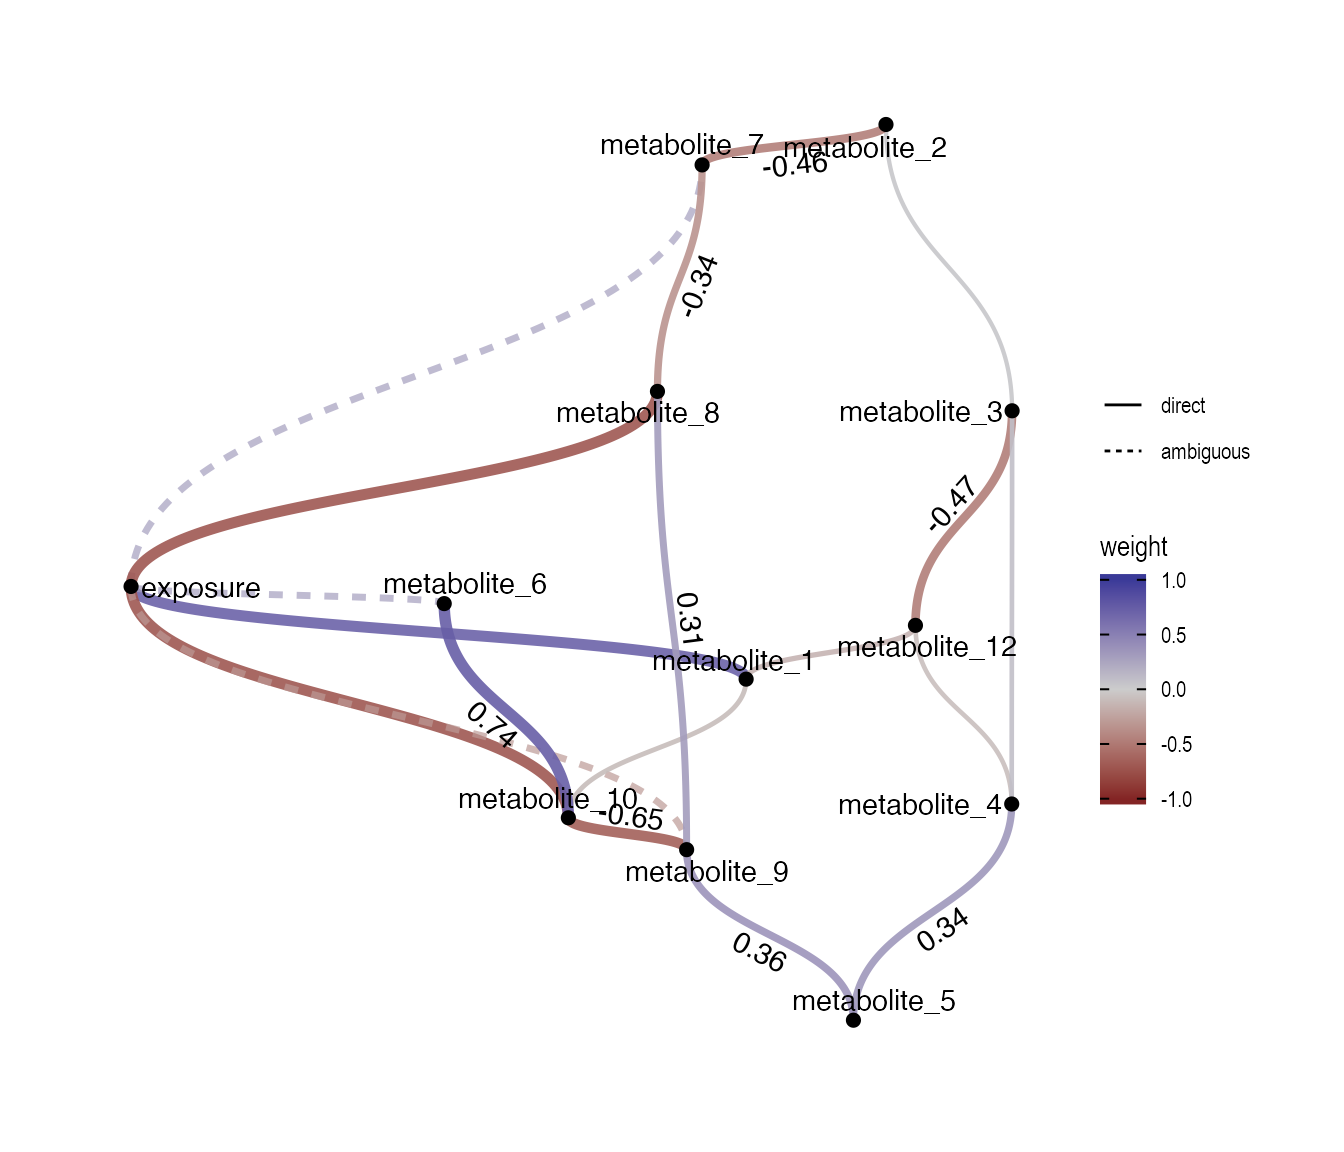 metabolite_7
metabolite_2
-0.46
-0.34
metabolite_8
metabolite_3
direct
ambiguous
-0.47
weight
exposure
metabolite_6
1.0
0.5
0.0
-0.5
-1.0
0.31
metabolite_12
metabolite_1
0.74
metabolite_10
-0.65
metabolite_4
metabolite_9
0.36
0.34
metabolite_5